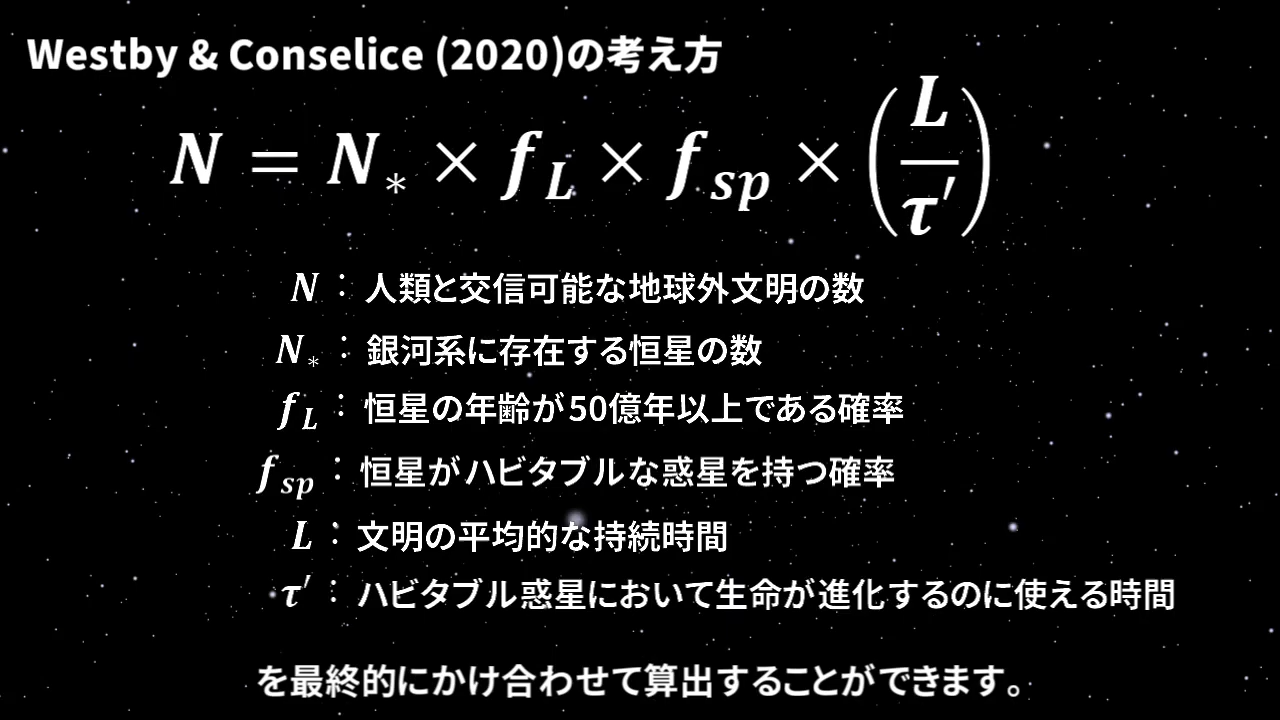 Westby & Conselice (2020)の考え方
N = N* × fL × fsp × (L/τ′)
N : 人類と交信可能な地球外文明の数
N* : 銀河系に存在する恒星の数
fL : 恒星の年齢が50億年以上である確率
fsp : 恒星がハビタブルな惑星を持つ確率
L : 文明の平均的な持続時間
τ′ : ハビタブル惑星において生命が進化するのに使える時間
を最終的にかけ合わせて算出することができます。